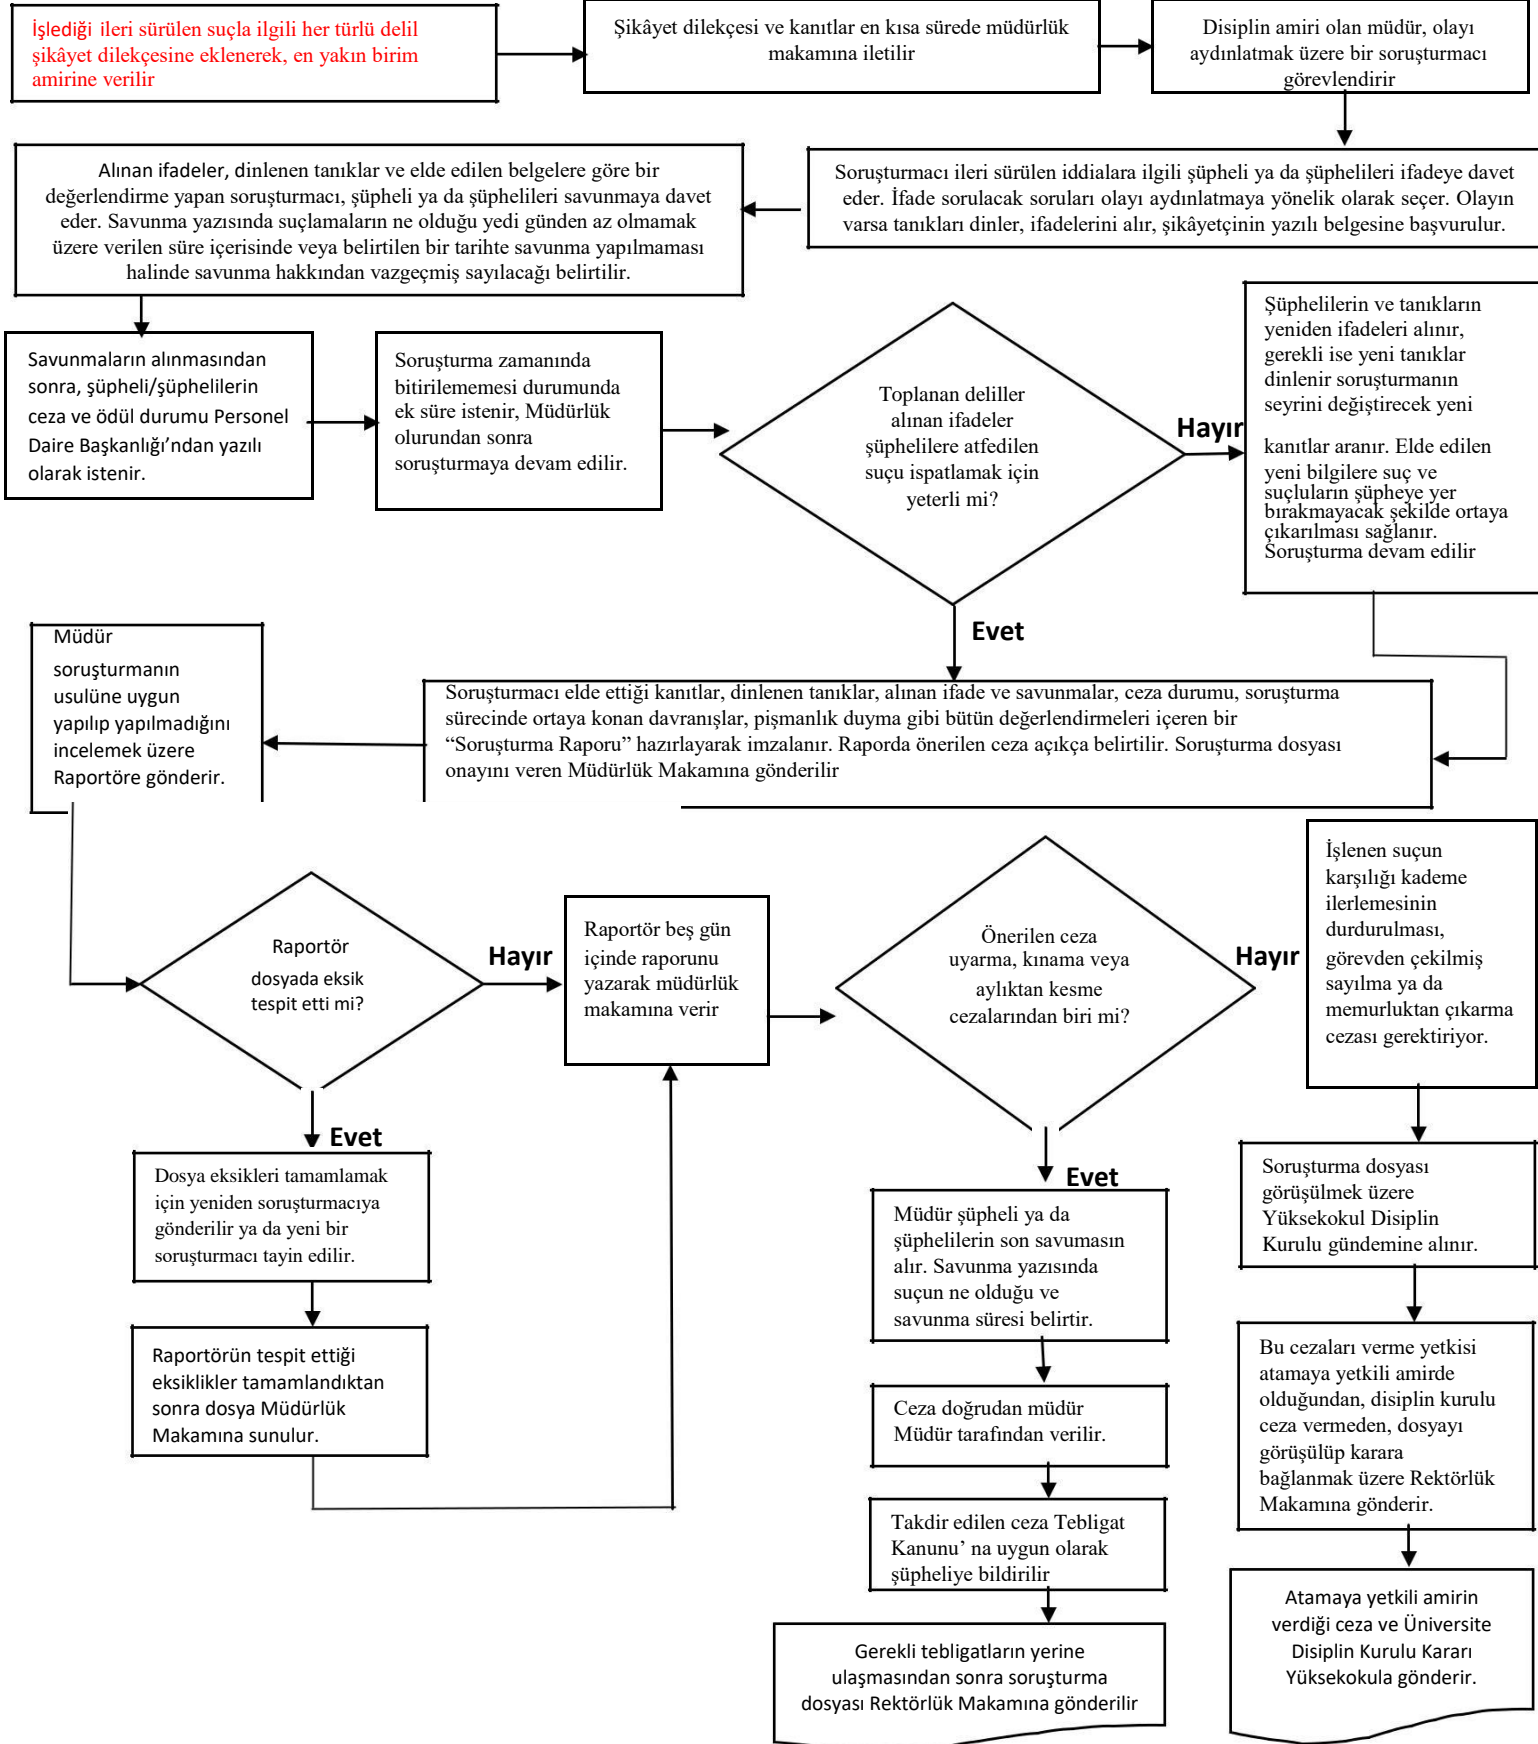 İşlediği ileri sürülen suçla ilgili her türlü delil
şikâyet dilekçesine eklenerek, en yakın birim
amirine verilir
Şikâyet dilekçesi ve kanıtlar en kısa sürede müdürlük
makamına iletilir
Disiplin amiri olan müdür, olayı
aydınlatmak üzere bir soruşturmacı
görevlendirir
Soruşturmacı ileri sürülen iddialara ilgili şüpheli ya da şüphelileri ifadeye davet
eder. İfade sorulacak soruları olayı aydınlatmaya yönelik olarak seçer. Olayın
varsa tanıkları dinler, ifadelerini alır, şikâyetçinin yazılı belgesine başvurulur.
Alınan ifadeler, dinlenen tanıklar ve elde edilen belgelere göre bir
değerlendirme yapan soruşturmacı, şüpheli ya da şüphelileri savunmaya davet
eder. Savunma yazısında suçlamaların ne olduğu yedi günden az olmamak
üzere verilen süre içerisinde veya belirtilen bir tarihte savunma yapılmaması
halinde savunma hakkından vazgeçmiş sayılacağı belirtilir.
Savunmaların alınmasından
sonra, şüpheli/şüphelilerin
ceza ve ödül durumu Personel
Daire Başkanlığı’ndan yazılı
olarak istenir.
Soruşturma zamanında
bitirilememesi durumunda
ek süre istenir, Müdürlük
olurundan sonra
soruşturmaya devam edilir.
Toplanan deliller
alınan ifadeler
şüphelilere atfedilen
suçu ispatlamak için
yeterli mi?
Hayır
Şüphelilerin ve tanıkların
yeniden ifadeleri alınır,
gerekli ise yeni tanıklar
dinlenir soruşturmanın
seyrini değiştirecek yeni
kanıtlar aranır. Elde edilen
yeni bilgilere suç ve
suçluların şüpheye yer
bırakmayacak şekilde ortaya
çıkarılması sağlanır.
Soruşturma devam edilir
Evet
Soruşturmacı elde ettiği kanıtlar, dinlenen tanıklar, alınan ifade ve savunmalar, ceza durumu, soruşturma
sürecinde ortaya konan davranışlar, pişmanlık duyma gibi bütün değerlendirmeleri içeren bir
“Soruşturma Raporu” hazırlayarak imzalanır. Raporda önerilen ceza açıkça belirtilir. Soruşturma dosyası
onayını veren Müdürlük Makamına gönderilir
Müdür
soruşturmanın
usulüne uygun
yapılıp yapılmadığını
incelemek üzere
Raportöre gönderir.
Raportör
dosyada eksik
tespit etti mi?
Hayır
Raportör beş gün
içinde raporunu
yazarak müdürlük
makamına verir
Önerilen ceza
uyarma, kınama veya
aylıktan kesme
cezalarından biri mi?
Hayır
İşlenen suçun
karşılığı kademe
ilerlemesinin
durdurulması,
görevden çekilmiş
sayılma ya da
memurluktan çıkarma
cezası gerektiriyor.
Evet
Dosya eksikleri tamamlamak
için yeniden soruşturmacıya
gönderilir ya da yeni bir
soruşturmacı tayin edilir.
Raportörün tespit ettiği
eksiklikler tamamlandıktan
sonra dosya Müdürlük
Makamına sunulur.
Evet
Müdür şüpheli ya da
şüphelilerin son savumasın
alır. Savunma yazısında
suçun ne olduğu ve
savunma süresi belirtir.
Ceza doğrudan müdür
Müdür tarafından verilir.
Takdir edilen ceza Tebligat
Kanunu’ na uygun olarak
şüpheliye bildirilir
Gerekli tebligatların yerine
ulaşmasından sonra soruşturma
dosyası Rektörlük Makamına gönderilir
Soruşturma dosyası
görüşülmek üzere
Yüksekokul Disiplin
Kurulu gündemine alınır.
Bu cezaları verme yetkisi
atamaya yetkili amirde
olduğundan, disiplin kurulu
ceza vermeden, dosyayı
görüşülüp karara
bağlanmak üzere Rektörlük
Makamına gönderir.
Atamaya yetkili amirin
verdiği ceza ve Üniversite
Disiplin Kurulu Kararı
Yüksekokula gönderir.